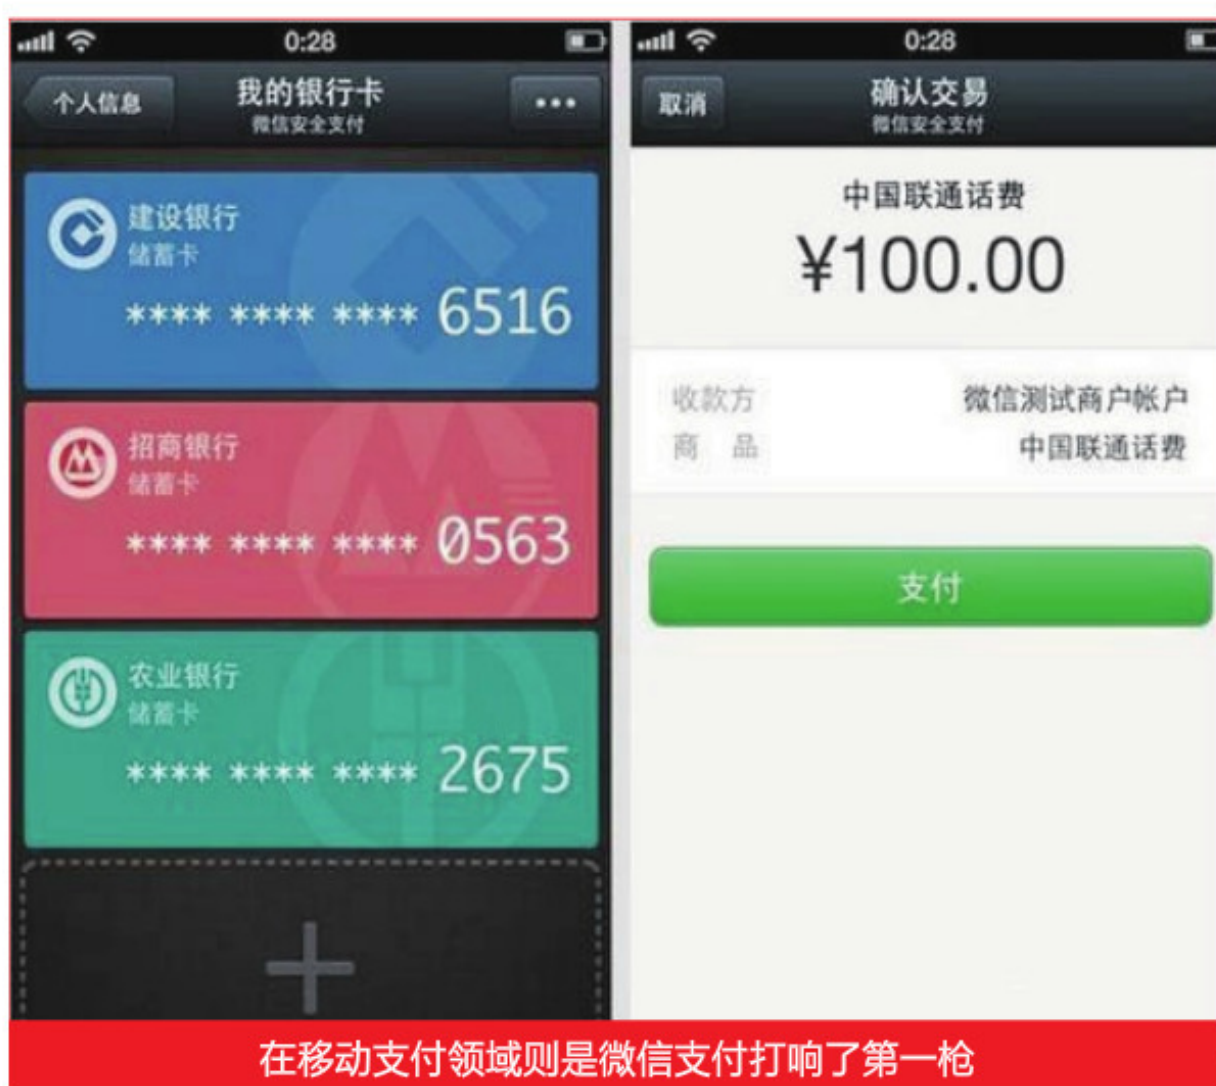 0:28
个人信息
我的银行卡
微信安全支付
建设银行
储蓄卡
**** **** **** 6516
招商银行
储蓄卡
**** **** **** 0563
农业银行
储蓄卡
**** **** **** 2675
0:28
取消
确认交易
微信安全支付
中国联通话费
¥100.00
收款方 微信测试商户帐户
商 品 中国联通话费
支付
在移动支付领域则是微信支付打响了第一枪